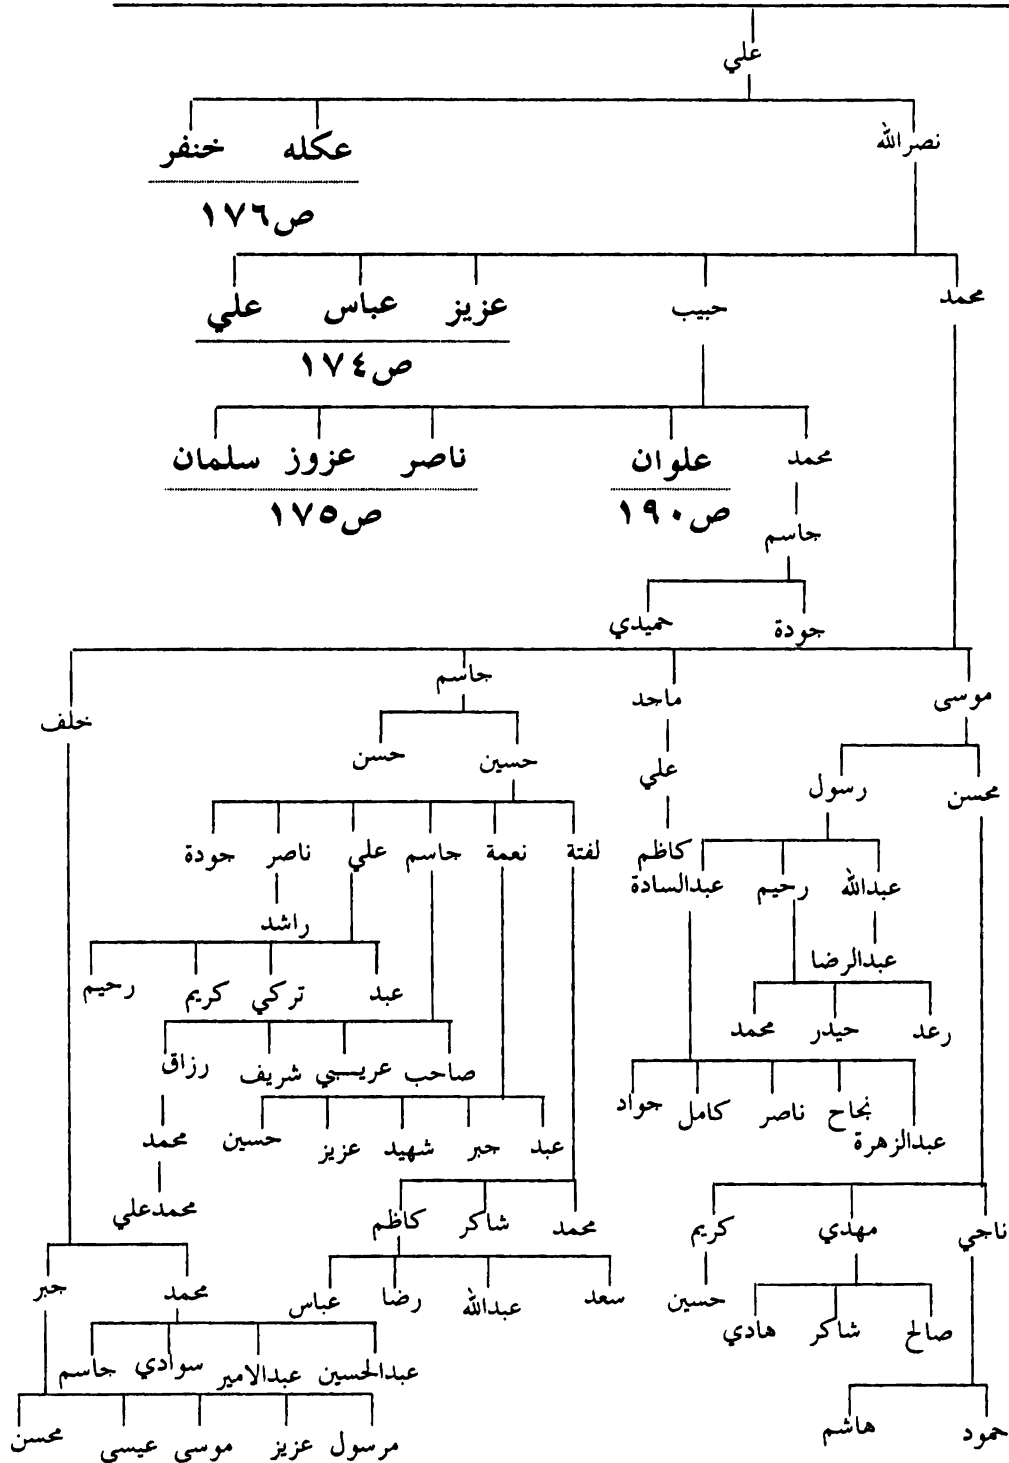 علي
نصرالله عكله خنفر
ص١٧٦
محمد حبيب عزيز عباس علي
ص١٧٤
محمد علوان ناصر عزوز سلمان
ص١٩٠ ص١٧٥
جاسم
جودة حميدي
موسى ماجد جاسم خلف
محسن رسول علي حسين حسن
كاظم لفتة نعمة جاسم علي ناصر جودة
عبدالله رحيم عبدالسادة
راشد
عبدالرضا
عبد تركي كريم رحيم
رعد حيدر محمد
صاحب عريبي شريف رزاق
عبدالزهرة نجاح ناصر كامل جواد
عبد جبر شهيد عزيز حسين محمد
محمدعلي
ناجي مهدي كريم محمد شاكر كاظم
حسين سعد عبدالله رضا عباس محمد جبر
صالح شاكر هادي
عبدالحسين عبدالامير سوادي جاسم
حمود هاشم مرسول عزيز موسى عيسى محسن